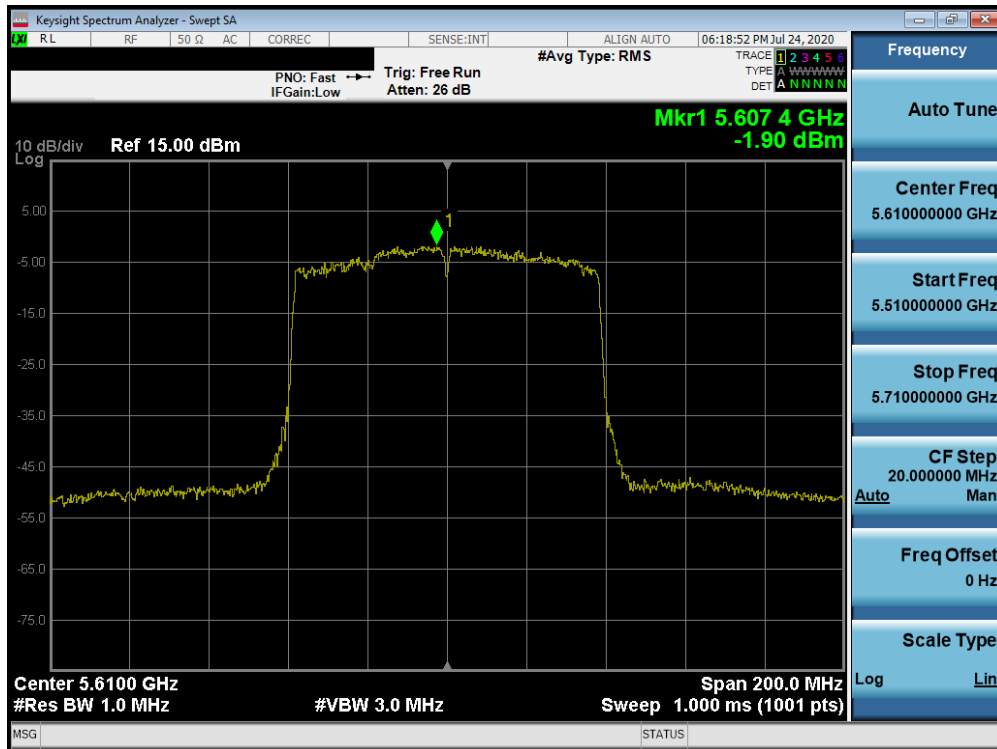 Keysight Spectrum Analyzer - Swept SA
LXI RL RF 50 Ω AC CORREC SENSE:INT ALIGN AUTO 06:18:52 PM Jul 24, 2020
Frequency
#Avg Type: RMS
TRACE 1 2 3 4 5 6
TYPE A WWWWW
DET A N N N N N
PNO: Fast
IFGain:Low
Trig: Free Run
Atten: 26 dB
Auto Tune
Mkr1 5.607 4 GHz
-1.90 dBm
10 dB/div
Log
Ref 15.00 dBm
1
5.00
-5.00
-15.0
-25.0
-35.0
-45.0
-55.0
-65.0
-75.0
Center Freq
5.610000000 GHz
Start Freq
5.510000000 GHz
Stop Freq
5.710000000 GHz
CF Step
20.000000 MHz
Auto Man
Freq Offset
0 Hz
Scale Type
Log Lin
Center 5.6100 GHz
Span 200.0 MHz
#Res BW 1.0 MHz
#VBW 3.0 MHz
Sweep 1.000 ms (1001 pts)
MSG
STATUS